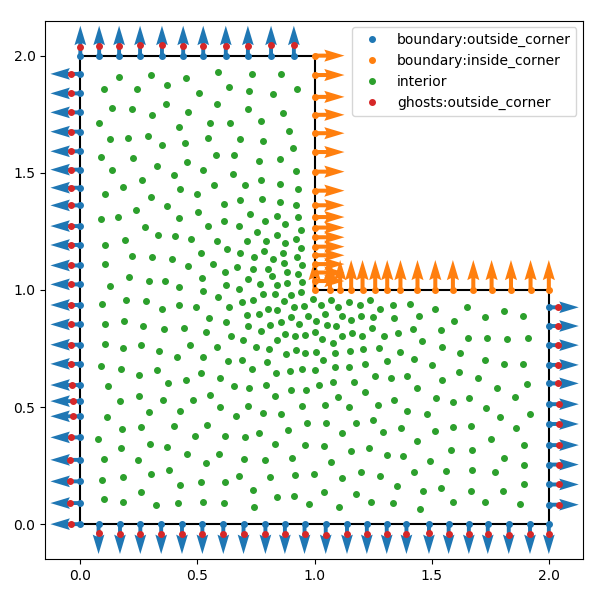 boundary:outside_corner
boundary:inside_corner
interior
ghosts:outside_corner
2.0
1.5
1.0
0.5
0.0
0.0 0.5 1.0 1.5 2.0